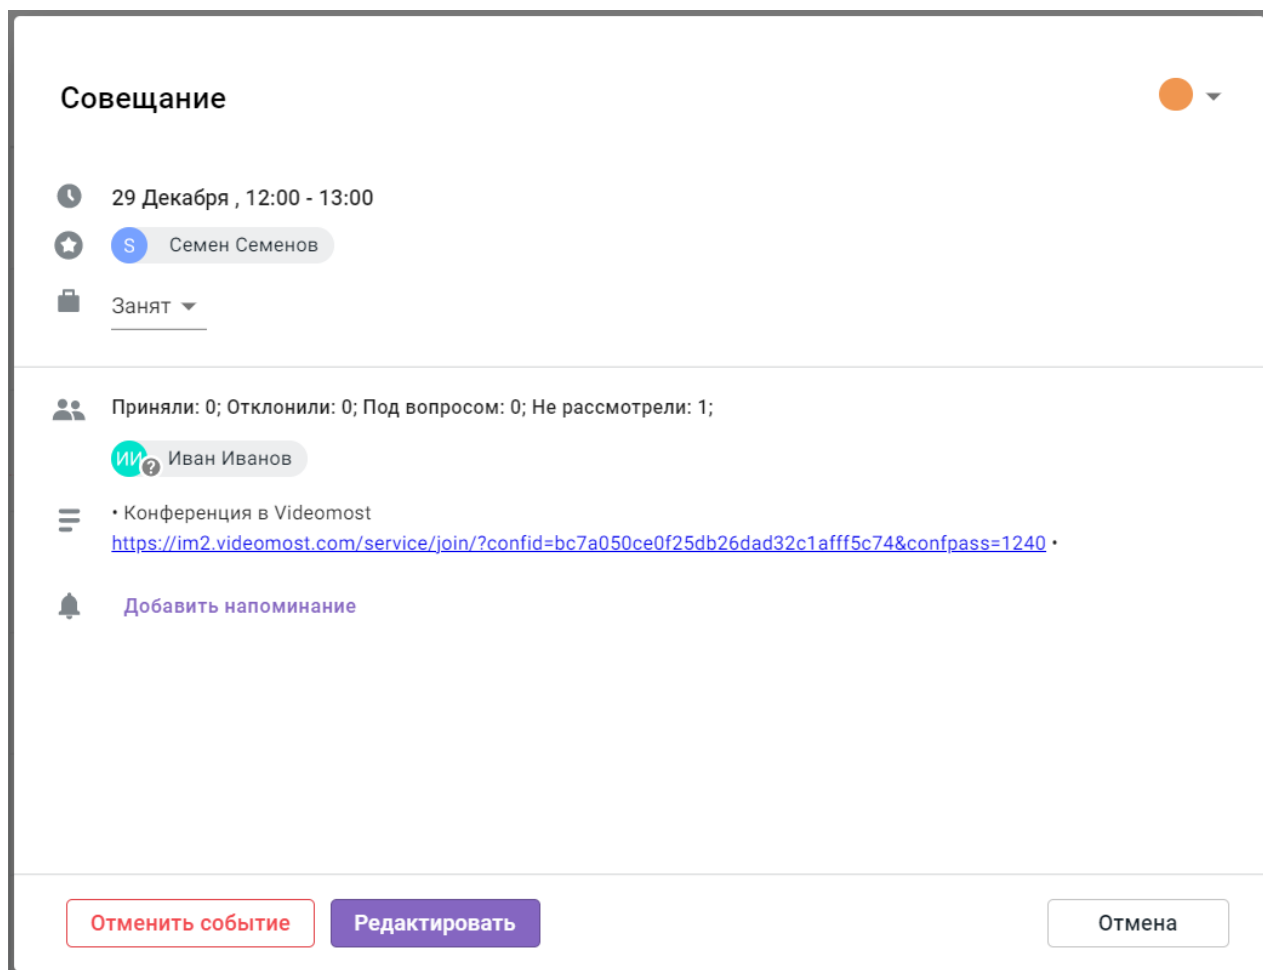 Совещание
29 Декабря , 12:00 - 13:00
S Семен Семенов
Занят
Приняли: 0; Отклонили: 0; Под вопросом: 0; Не рассмотрели: 1;
ИИ ? Иван Иванов
• Конференция в Videomost
https://im2.videomost.com/service/join/?confid=bc7a050ce0f25db26dad32c1afff5c74&confpass=1240 •
Добавить напоминание
Отменить событие Редактировать Отмена